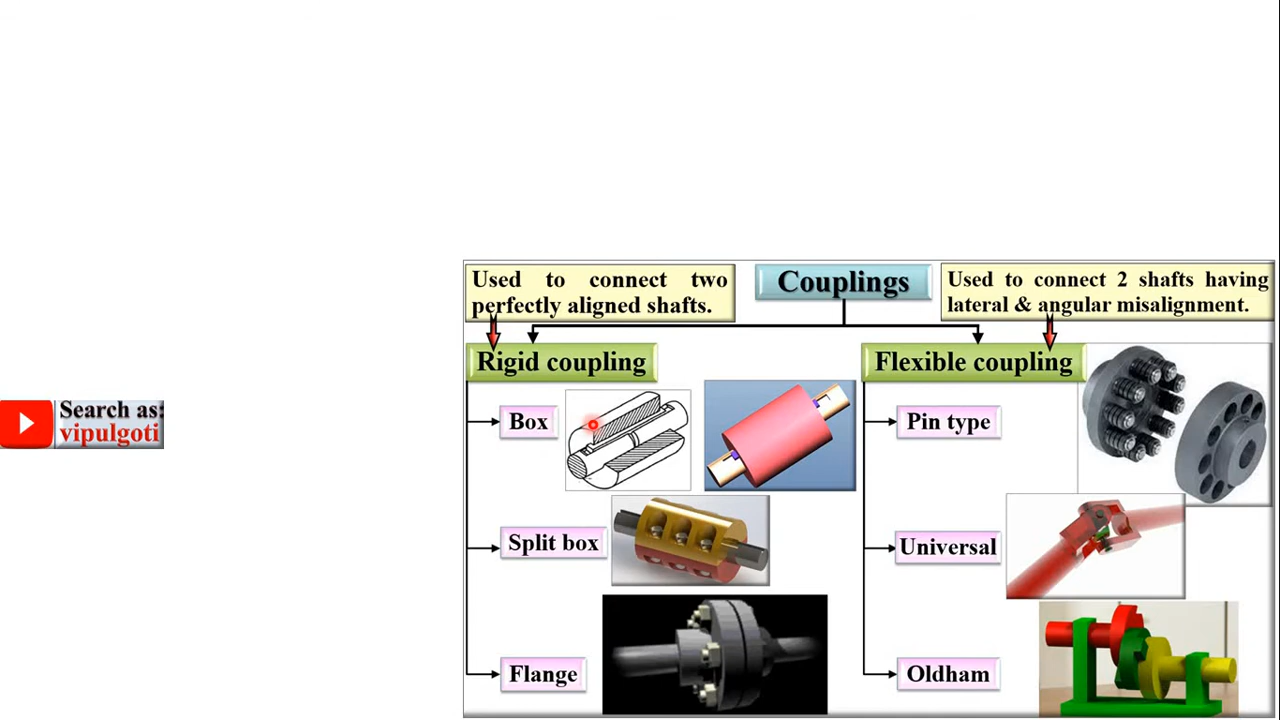 Used to connect two
perfectly aligned shafts.
Couplings
Used to connect 2 shafts having
lateral & angular misalignment.
Rigid coupling
Flexible coupling
Search as:
vipulgoti
Box
Pin type
Split box
Universal
Flange
Oldham